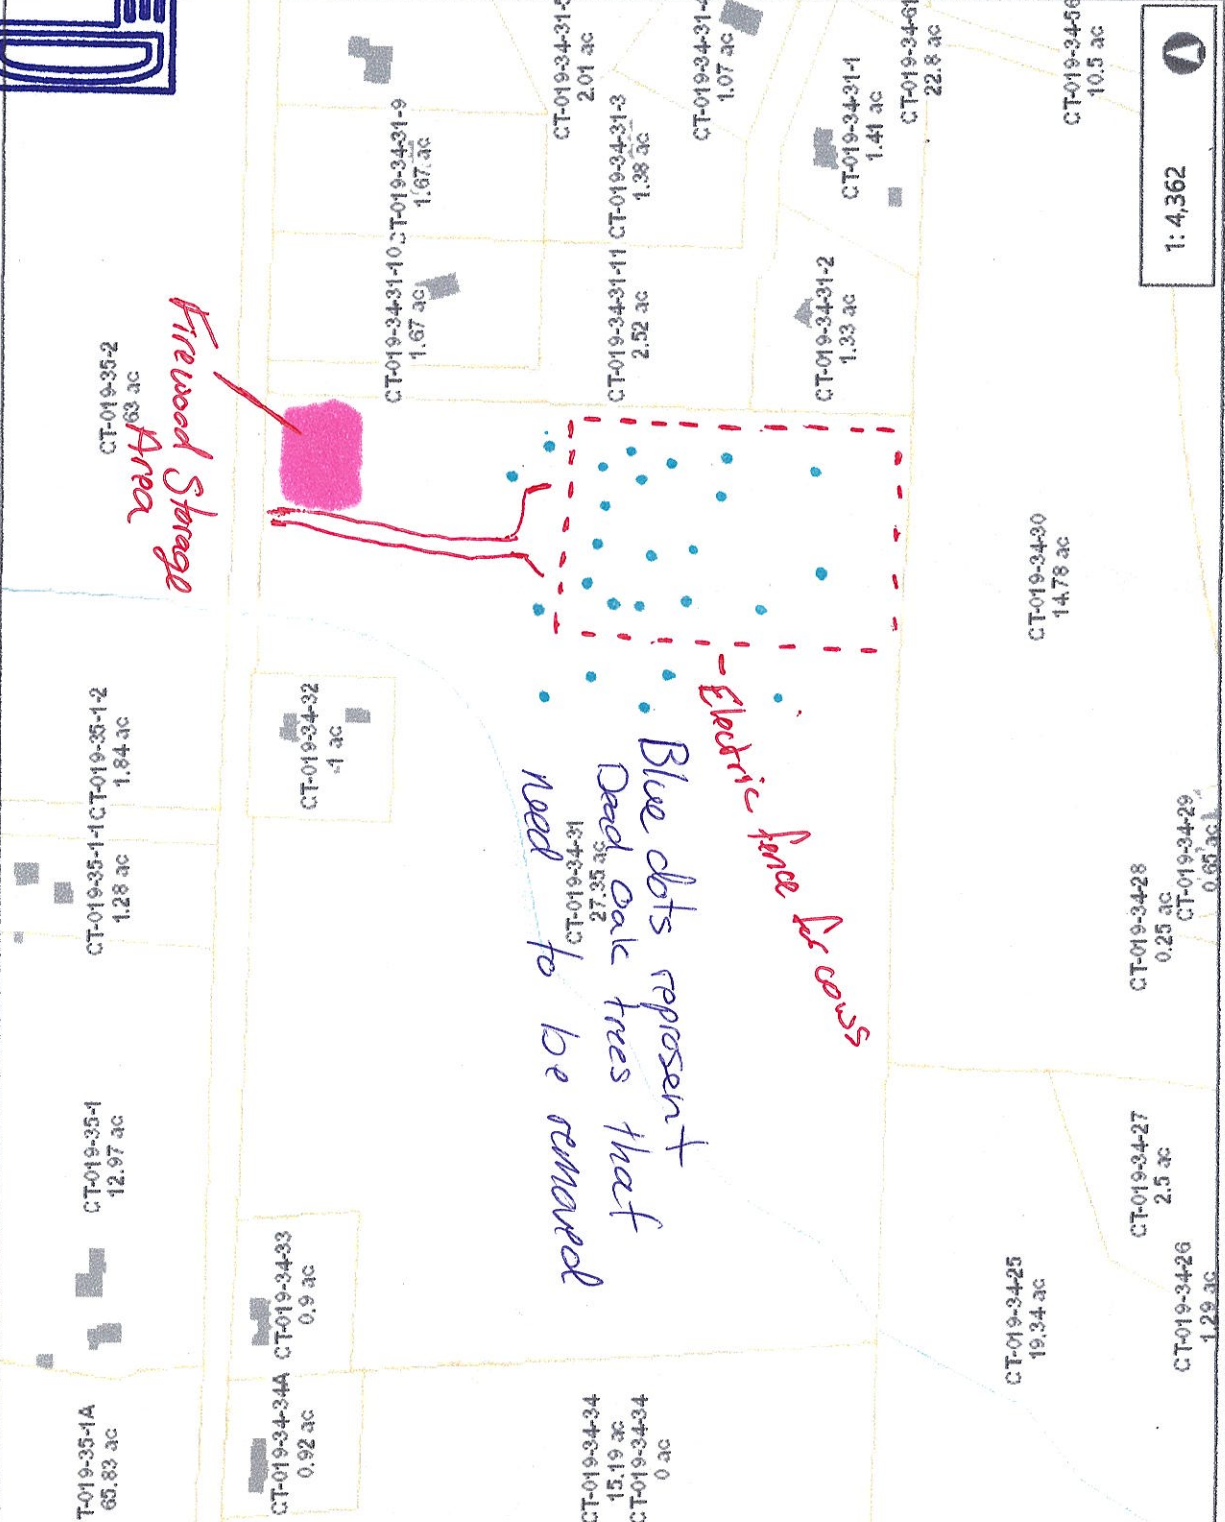 CT-019-34-31-9
1.67 ac
CT-019-34-31-10
1.67 ac
2.01 ac
CT-019-34-31-3
1.38 ac
CT-019-34-31-11
2.52 ac
1.07 ac
CT-019-34-31-1
1.41 ac
CT-019-34-31-2
1.33 ac
22.8 ac
10.5 ac
1: 4,362
CT-019-35-2
63 ac
Firewood Storage
Area
CT-019-34-30
14.78 ac
CT-019-34-32
-1 ac
CT-019-35-1-2
1.84 ac
CT-019-35-1-1
1.28 ac
- Electric fence for cows
Blue dots represent
Dead oak trees that
need to be removed
CT-019-34-31
27.35 ac
CT-019-34-28
0.25 ac
CT-019-34-29
0.65 ac
CT-019-35-1
12.97 ac
CT-019-34-33
0.9 ac
CT-019-34-34A
0.92 ac
T-019-35-1A
65.83 ac
CT-019-34-34
15.19 ac
CT-019-34-34
0 ac
CT-019-34-25
19.34 ac
CT-019-34-27
2.5 ac
CT-019-34-26
1.29 ac